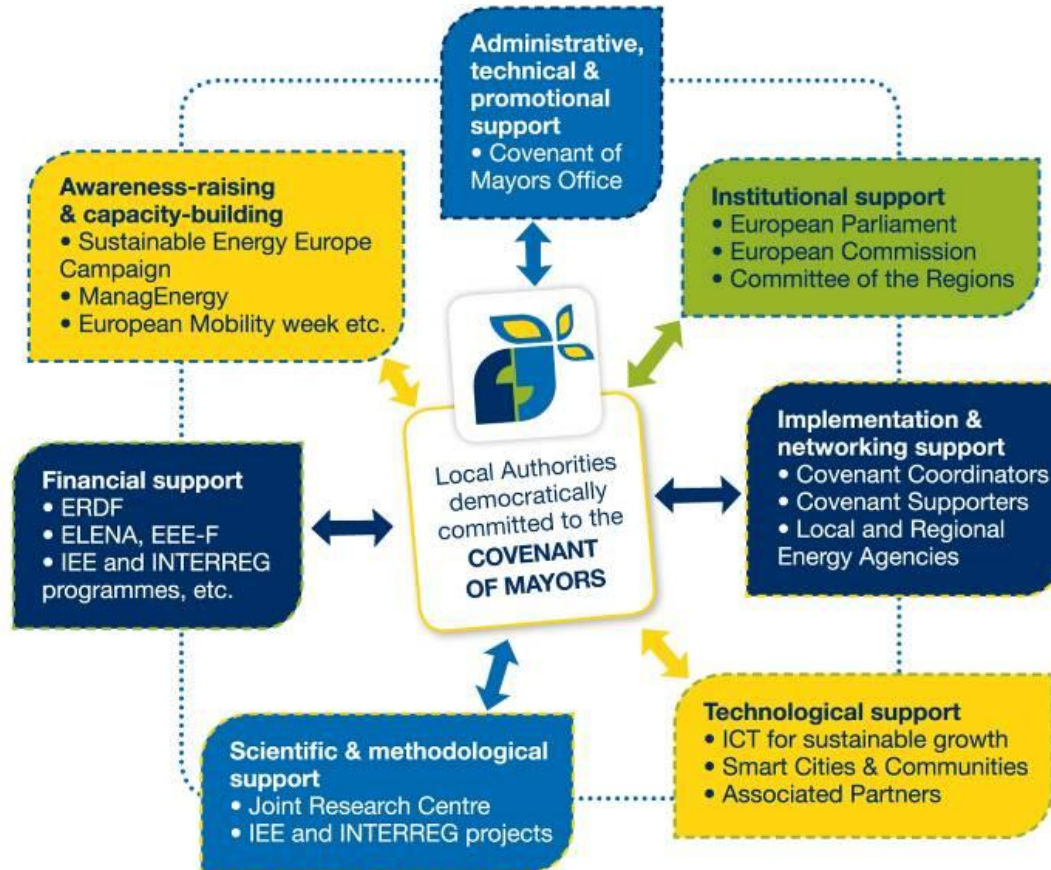 Administrative,
technical &
promotional
support
• Covenant of
Mayors Office
Awareness-raising
& capacity-building
• Sustainable Energy Europe
Campaign
• ManagEnergy
• European Mobility week etc.
Institutional support
• European Parliament
• European Commission
• Committee of the Regions
Financial support
• ERDF
• ELENA, EEE-F
• IEE and INTERREG
programmes, etc.
Local Authorities
democratically
committed to the
COVENANT
OF MAYORS
Implementation &
networking support
• Covenant Coordinators
• Covenant Supporters
• Local and Regional
Energy Agencies
Scientific & methodological
support
• Joint Research Centre
• IEE and INTERREG projects
Technological support
• ICT for sustainable growth
• Smart Cities & Communities
• Associated Partners